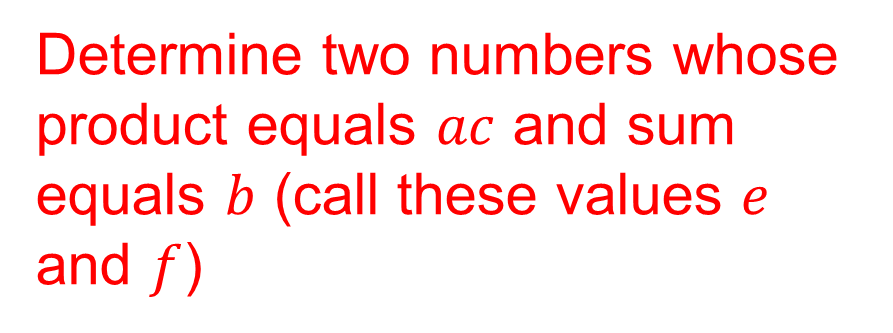 Determine two numbers whose
product equals ac and sum
equals b (call these values e
and f)